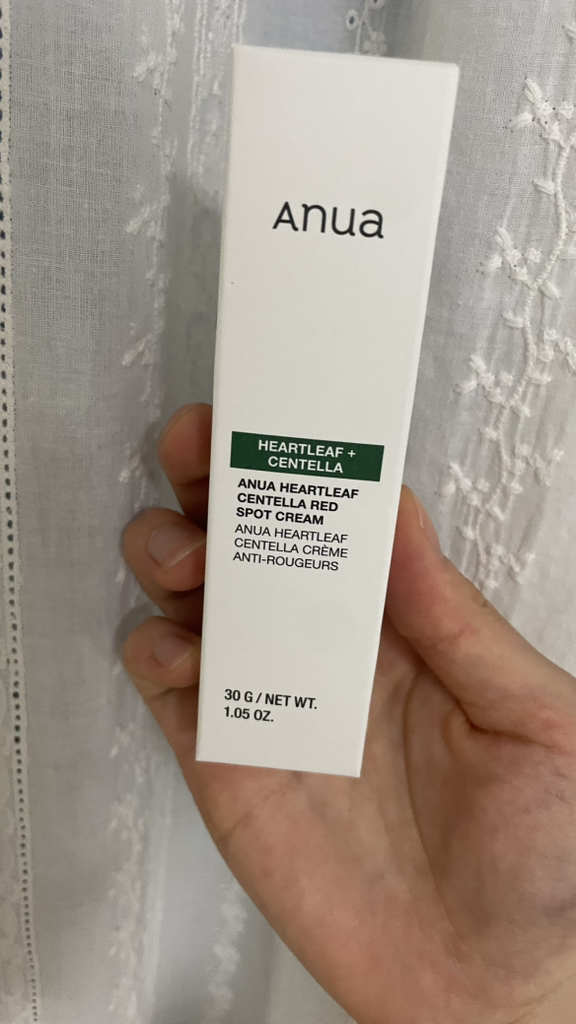 Anua
HEARTLEAF +
CENTELLA
ANUA HEARTLEAF
CENTELLA RED
SPOT CREAM
ANUA HEARTLEAF
CENTELLA CRÈME
ANTI-ROUGEURS
30 G / NET WT.
1.05 OZ.